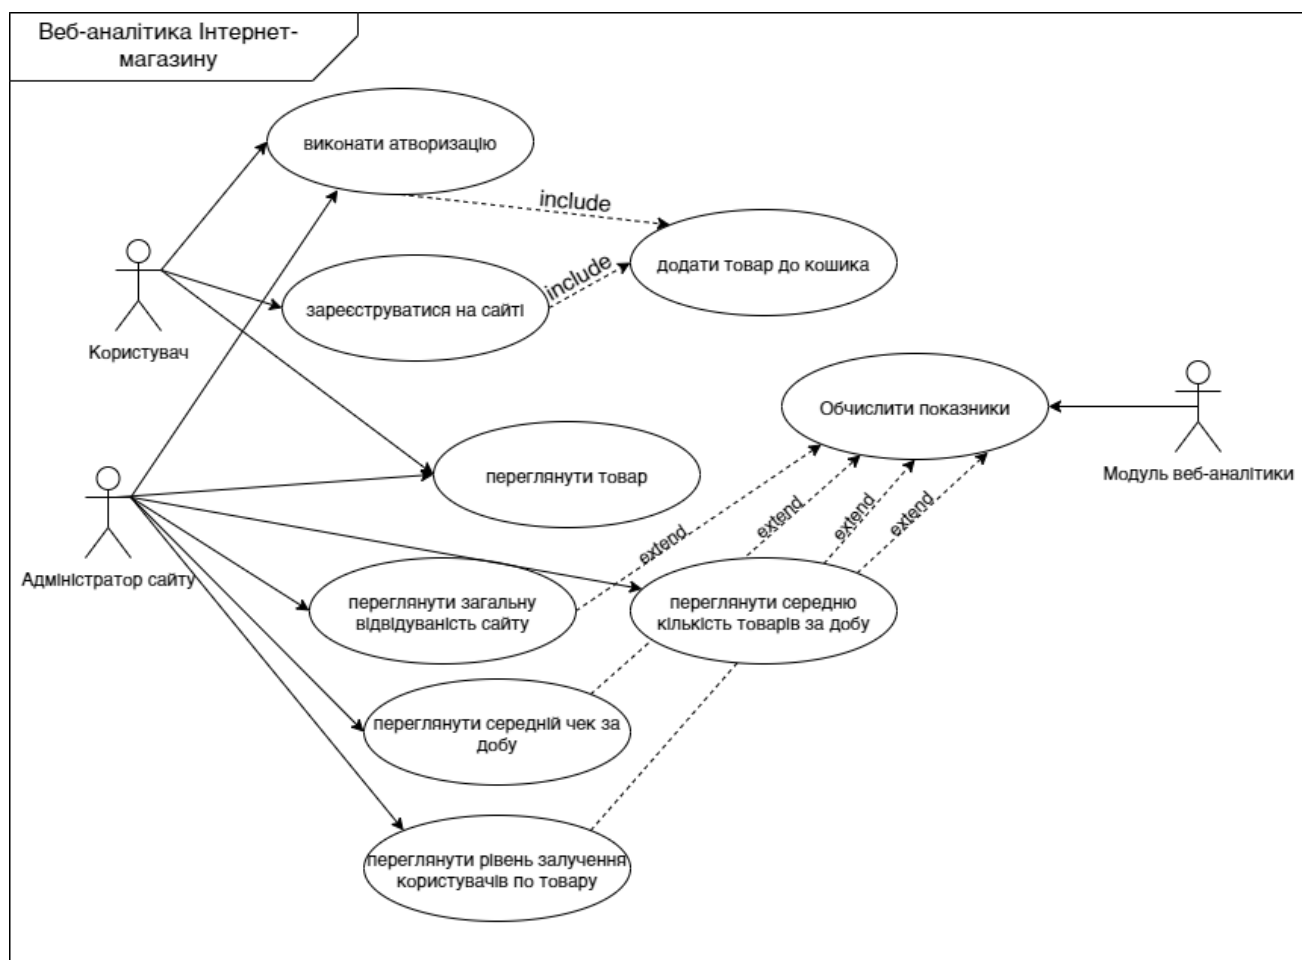 Веб-аналітика Інтернет-
магазину
виконати атворизацію
include
додати товар до кошика
include
зареєструватися на сайті
Користувач
Обчислити показники
Модуль веб-аналітики
переглянути товар
extend
extend
extend
extend
Адміністратор сайту
переглянути загальну
відвідуваність сайту
переглянути середню
кількість товарів за добу
переглянути середній чек за
добу
переглянути рівень залучення
користувачів по товару